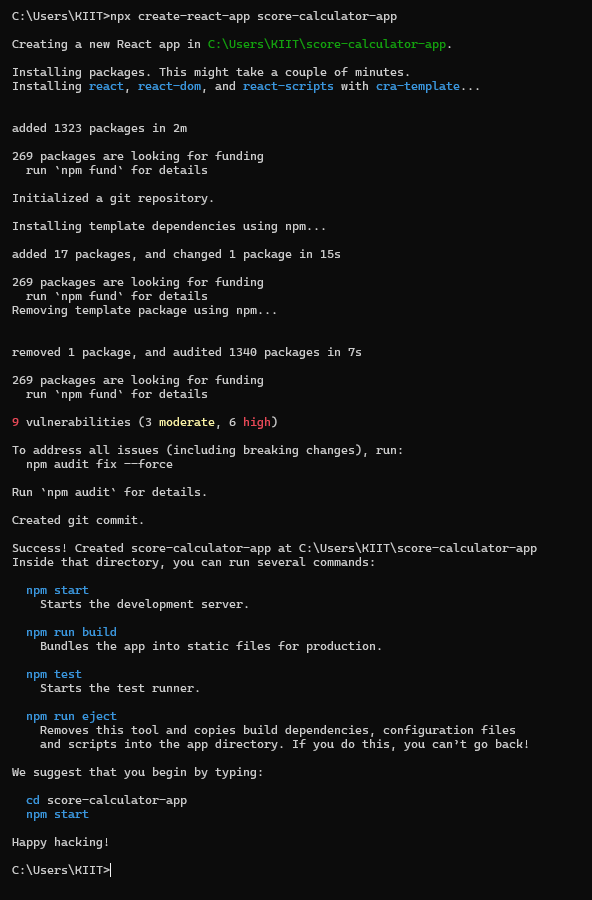 C:\Users\KIIT>npx create-react-app score-calculator-app
Creating a new React app in C:\Users\KIIT\score-calculator-app.
Installing packages. This might take a couple of minutes.
Installing react, react-dom, and react-scripts with cra-template...
added 1323 packages in 2m
269 packages are looking for funding
  run `npm fund` for details
Initialized a git repository.
Installing template dependencies using npm...
added 17 packages, and changed 1 package in 15s
269 packages are looking for funding
  run `npm fund` for details
Removing template package using npm...
removed 1 package, and audited 1340 packages in 7s
269 packages are looking for funding
  run `npm fund` for details
9 vulnerabilities (3 moderate, 6 high)
To address all issues (including breaking changes), run:
  npm audit fix --force
Run `npm audit` for details.
Created git commit.
Success! Created score-calculator-app at C:\Users\KIIT\score-calculator-app
Inside that directory, you can run several commands:
  npm start
    Starts the development server.
  npm run build
    Bundles the app into static files for production.
  npm test
    Starts the test runner.
  npm run eject
    Removes this tool and copies build dependencies, configuration files
    and scripts into the app directory. If you do this, you can't go back!
We suggest that you begin by typing:
  cd score-calculator-app
  npm start
Happy hacking!
C:\Users\KIIT>